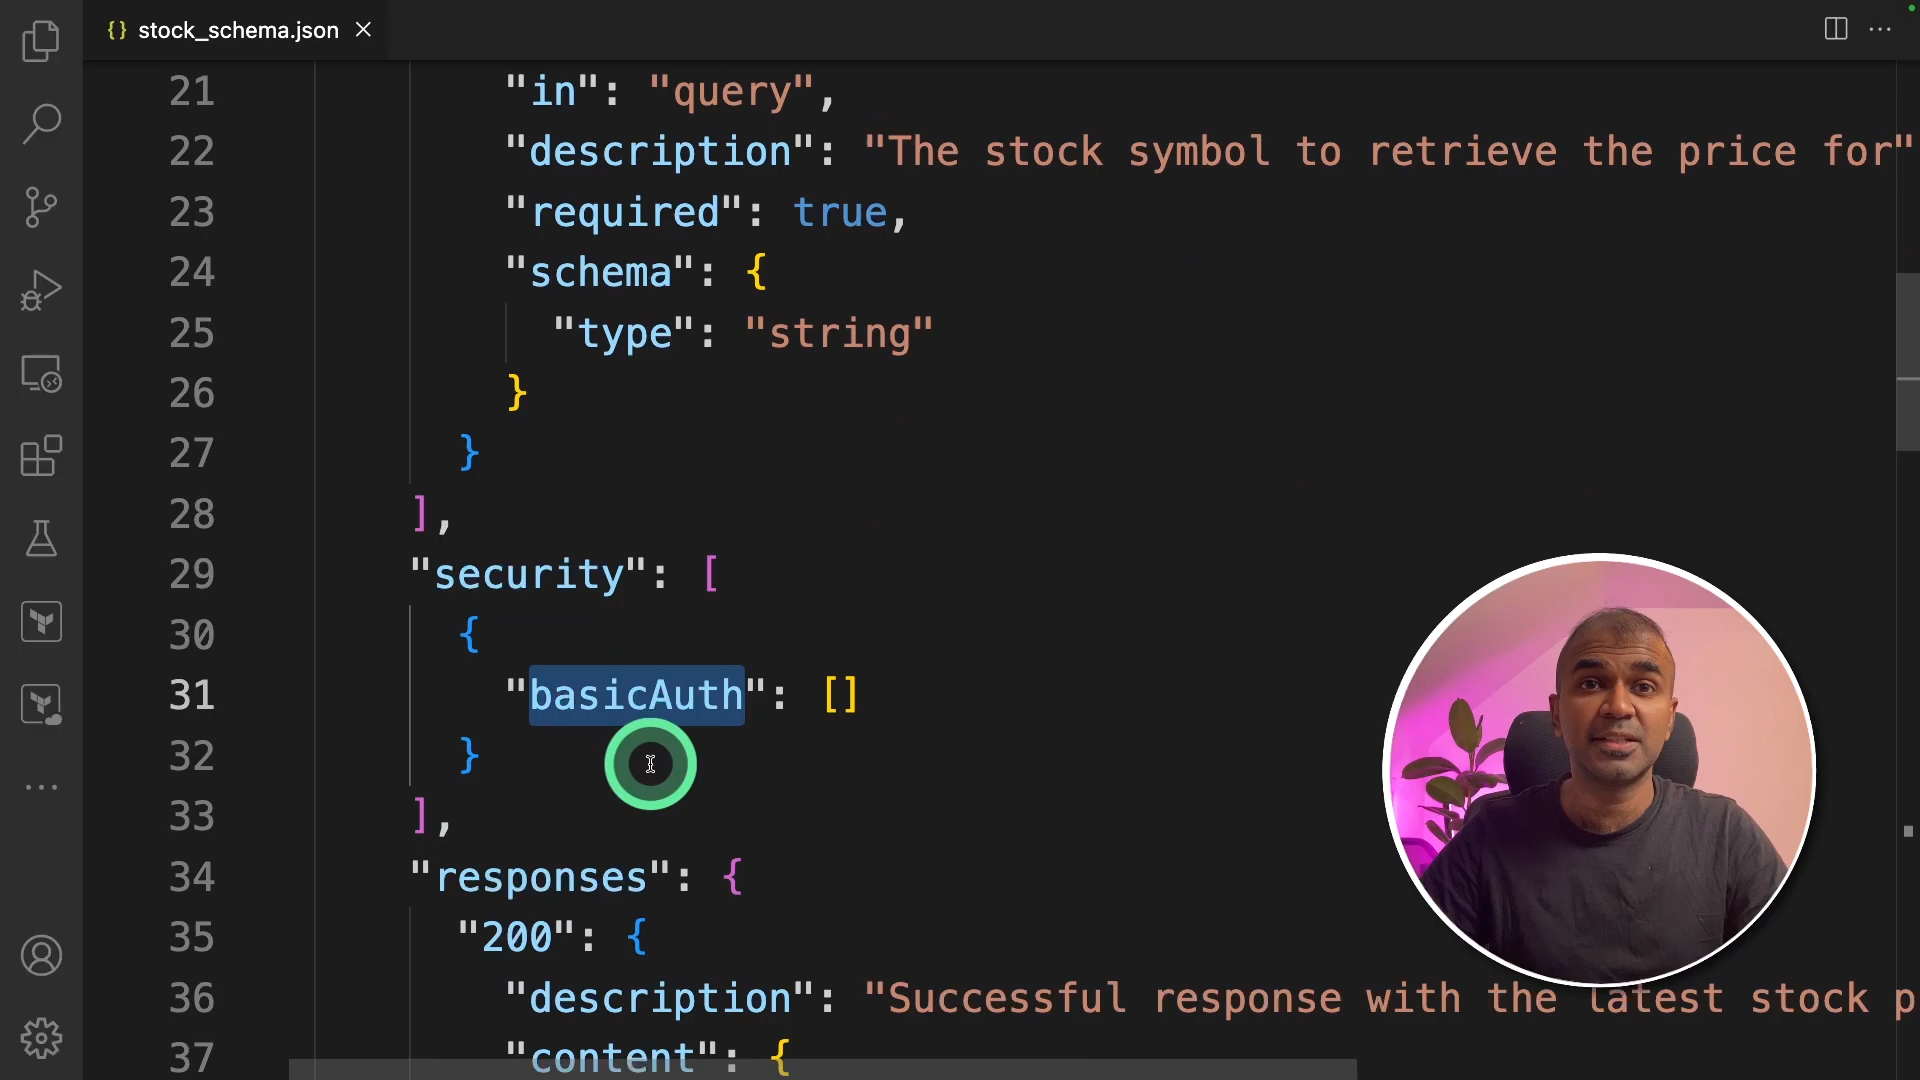 {} stock_schema.json
21 "in": "query",
22 "description": "The stock symbol to retrieve the price for"
23 "required": true,
24 "schema": {
25 "type": "string"
26 }
27 }
28 ],
29 "security": [
30 {
31 "basicAuth": []
32 }
33 ],
34 "responses": {
35 "200": {
36 "description": "Successful response with the latest stock p
37 "content": {